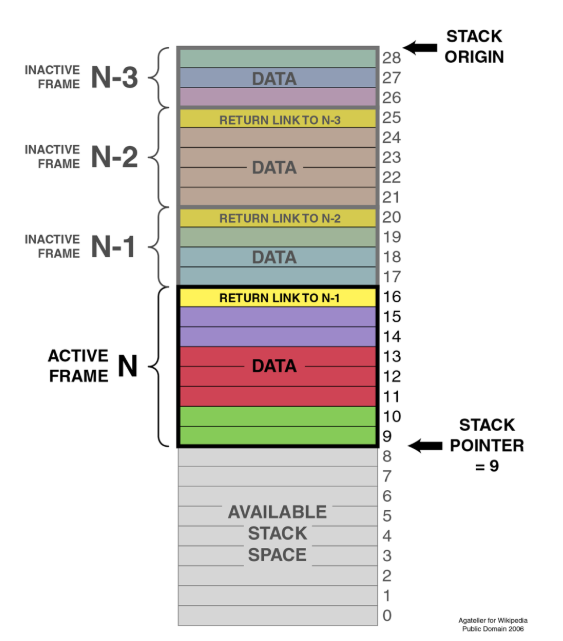 STACK
ORIGIN
INACTIVE
FRAME N-3
DATA
28
27
26
INACTIVE
FRAME N-2
RETURN LINK TO N-3
DATA
25
24
23
22
21
INACTIVE
FRAME N-1
RETURN LINK TO N-2
DATA
20
19
18
17
ACTIVE
FRAME N
RETURN LINK TO N-1
DATA
16
15
14
13
12
11
10
9
STACK
POINTER
= 9
AVAILABLE
STACK
SPACE
8
7
6
5
4
3
2
1
0
Agateller for Wikipedia
Public Domain 2006